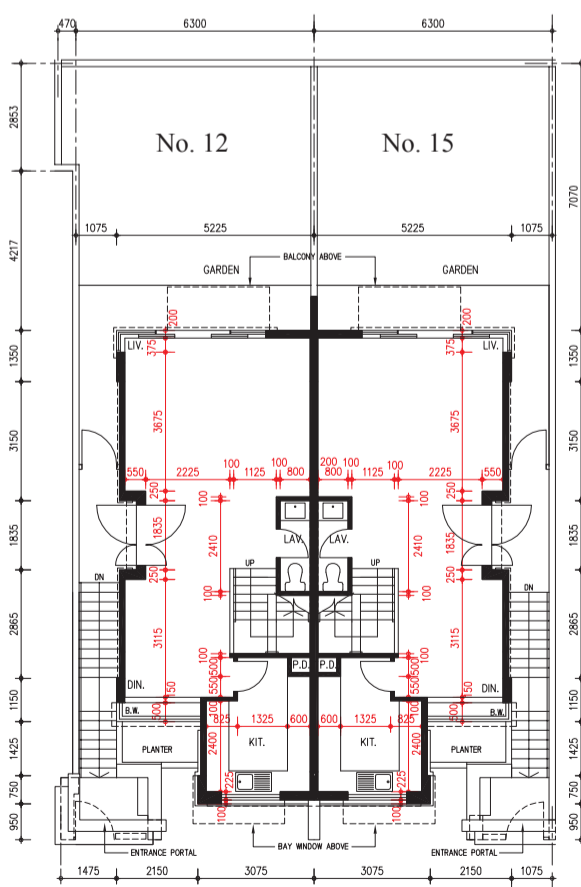 470 6300 6300
2853
No. 12 No. 15
7070
1075 5225 5225 1075
4217
BALCONY ABOVE
GARDEN GARDEN
200
LIV. LIV.
375 375
1350 1350
3675 3675
3150 3150
100 100 200 100 100
550 2225 1125 800 800 1125 2225 550
250 100 100 250
1835 1835 2410 2410 1835 1835
LAV. LAV.
250 UP UP 250
DN DN
100 100
2865 3115 3115 2865
100 500 500 100
P.D. P.D.
DIN. 550 550 DIN.
150 100 100 150
1150 B.W. B.W. 1150
500 500
825 1325 600 600 1325 825
PLANTER 2400 KIT. KIT. 2400 PLANTER
1425 1425
225 225
750 100 100 750
950 950
ENTRANCE PORTAL BAY WINDOW ABOVE ENTRANCE PORTAL
1475 2150 3075 3075 2150 1075